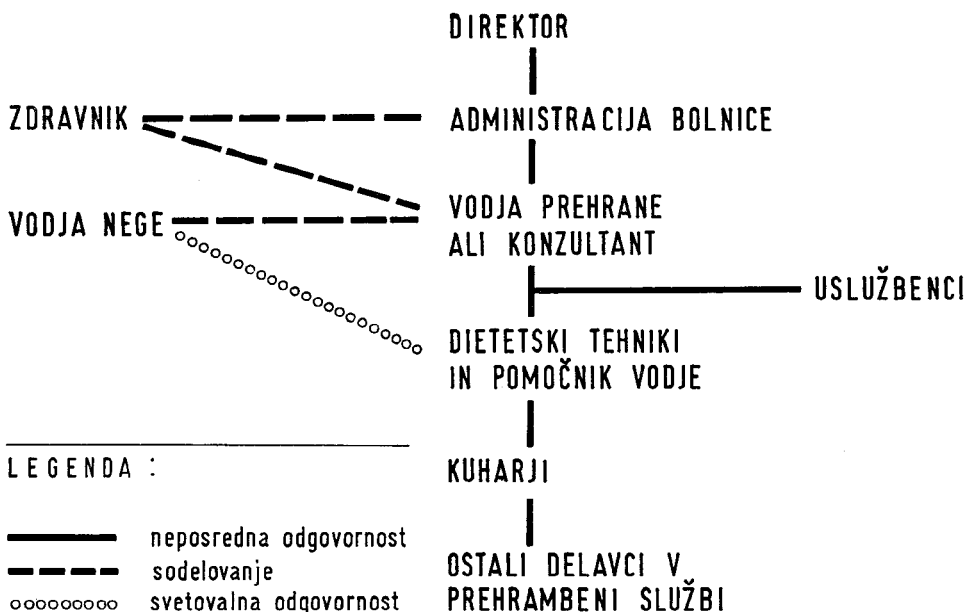 DIREKTOR
ZDRAVNIK
ADMINISTRACIJA BOLNICE
VODJA NEGE
VODJA PREHRANE
ALI KONZULTANT
USLUŽBENCI
DIETETSKI TEHNIKI
IN POMOČNIK VODJE
KUHARJI
OSTALI DELAVCI V
PREHRAMBENI SLUŽBI
LEGENDA :
neposredna odgovornost
sodelovanje
svetovalna odgovornost